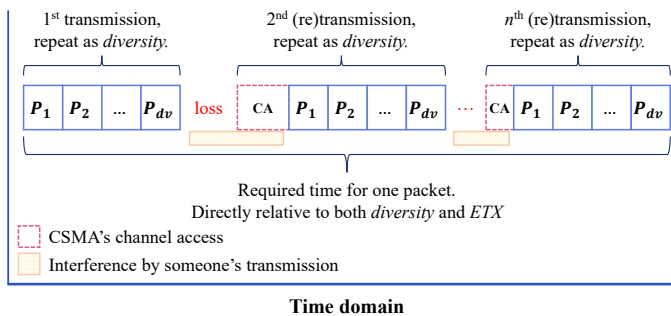 1st transmission,
repeat as diversity.
2nd (re)transmission,
repeat as diversity.
nth (re)transmission,
repeat as diversity.
P1 P2 ... Pdv loss CA P1 P2 ... Pdv ... CA P1 P2 ... Pdv
Required time for one packet.
Directly relative to both diversity and ETX
CSMA's channel access
Interference by someone's transmission
Time domain